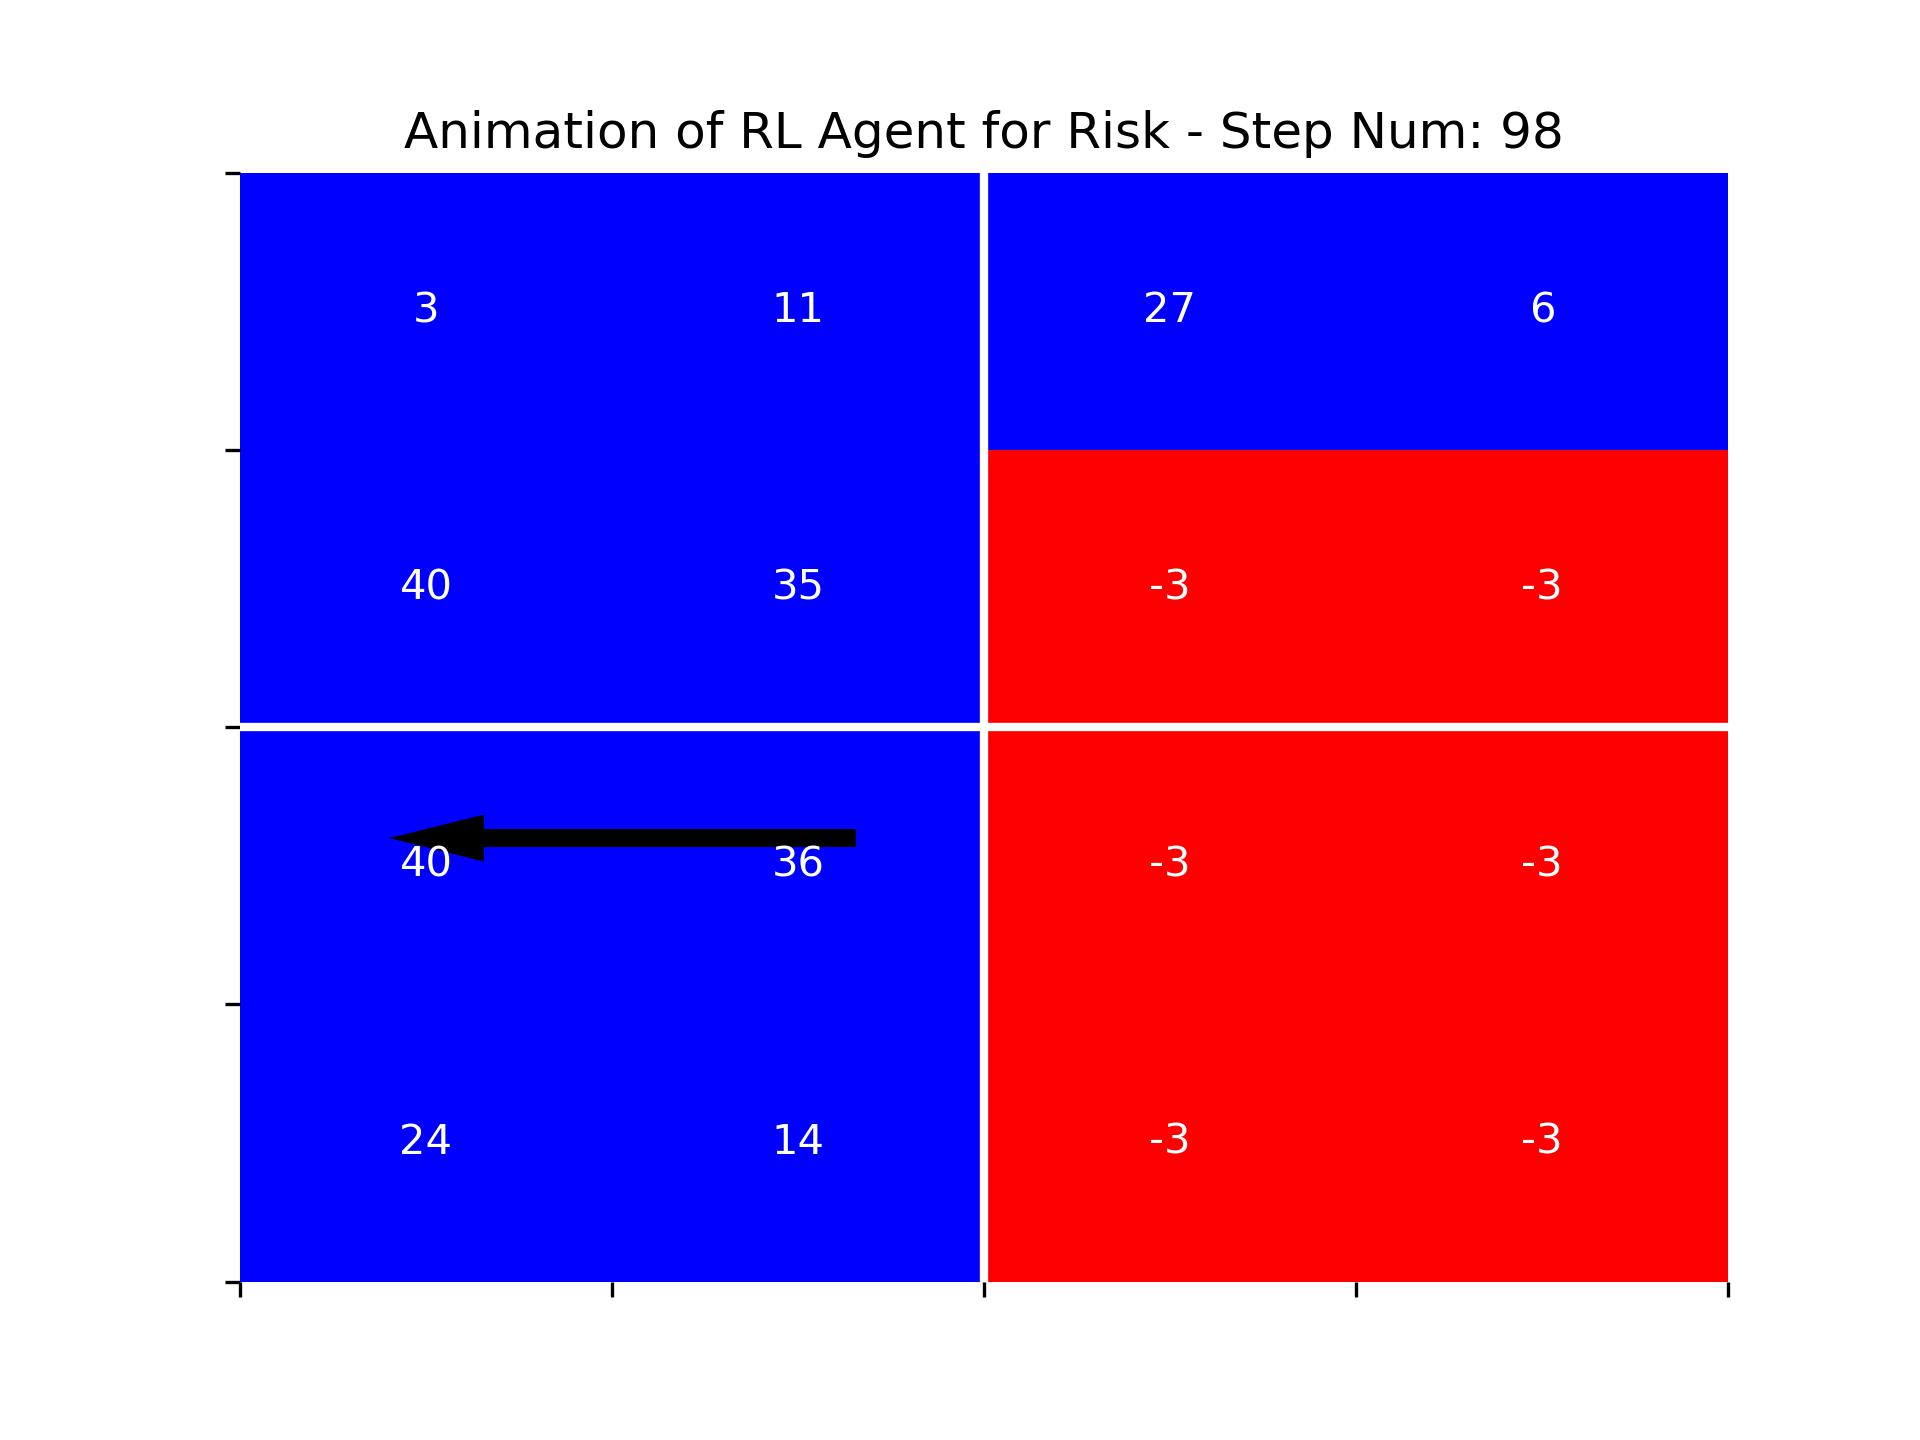 Animation of RL Agent for Risk - Step Num: 98
3 11 27 6
40 35 -3 -3
40 36 -3 -3
24 14 -3 -3